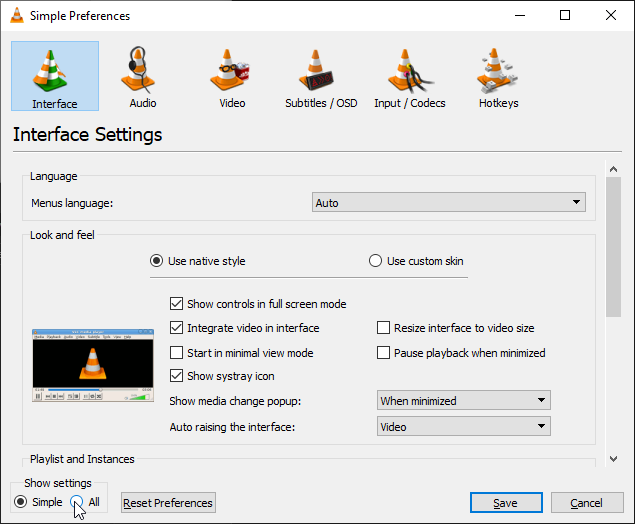 Simple Preferences
Interface Audio Video Subtitles / OSD Input / Codecs Hotkeys
Interface Settings
Language
Menus language: Auto
Look and feel
Use native style Use custom skin
Show controls in full screen mode
Integrate video in interface Resize interface to video size
Start in minimal view mode Pause playback when minimized
Show systray icon
Show media change popup: When minimized
Auto raising the interface: Video
Playlist and Instances
Show settings
Simple All Reset Preferences Save Cancel